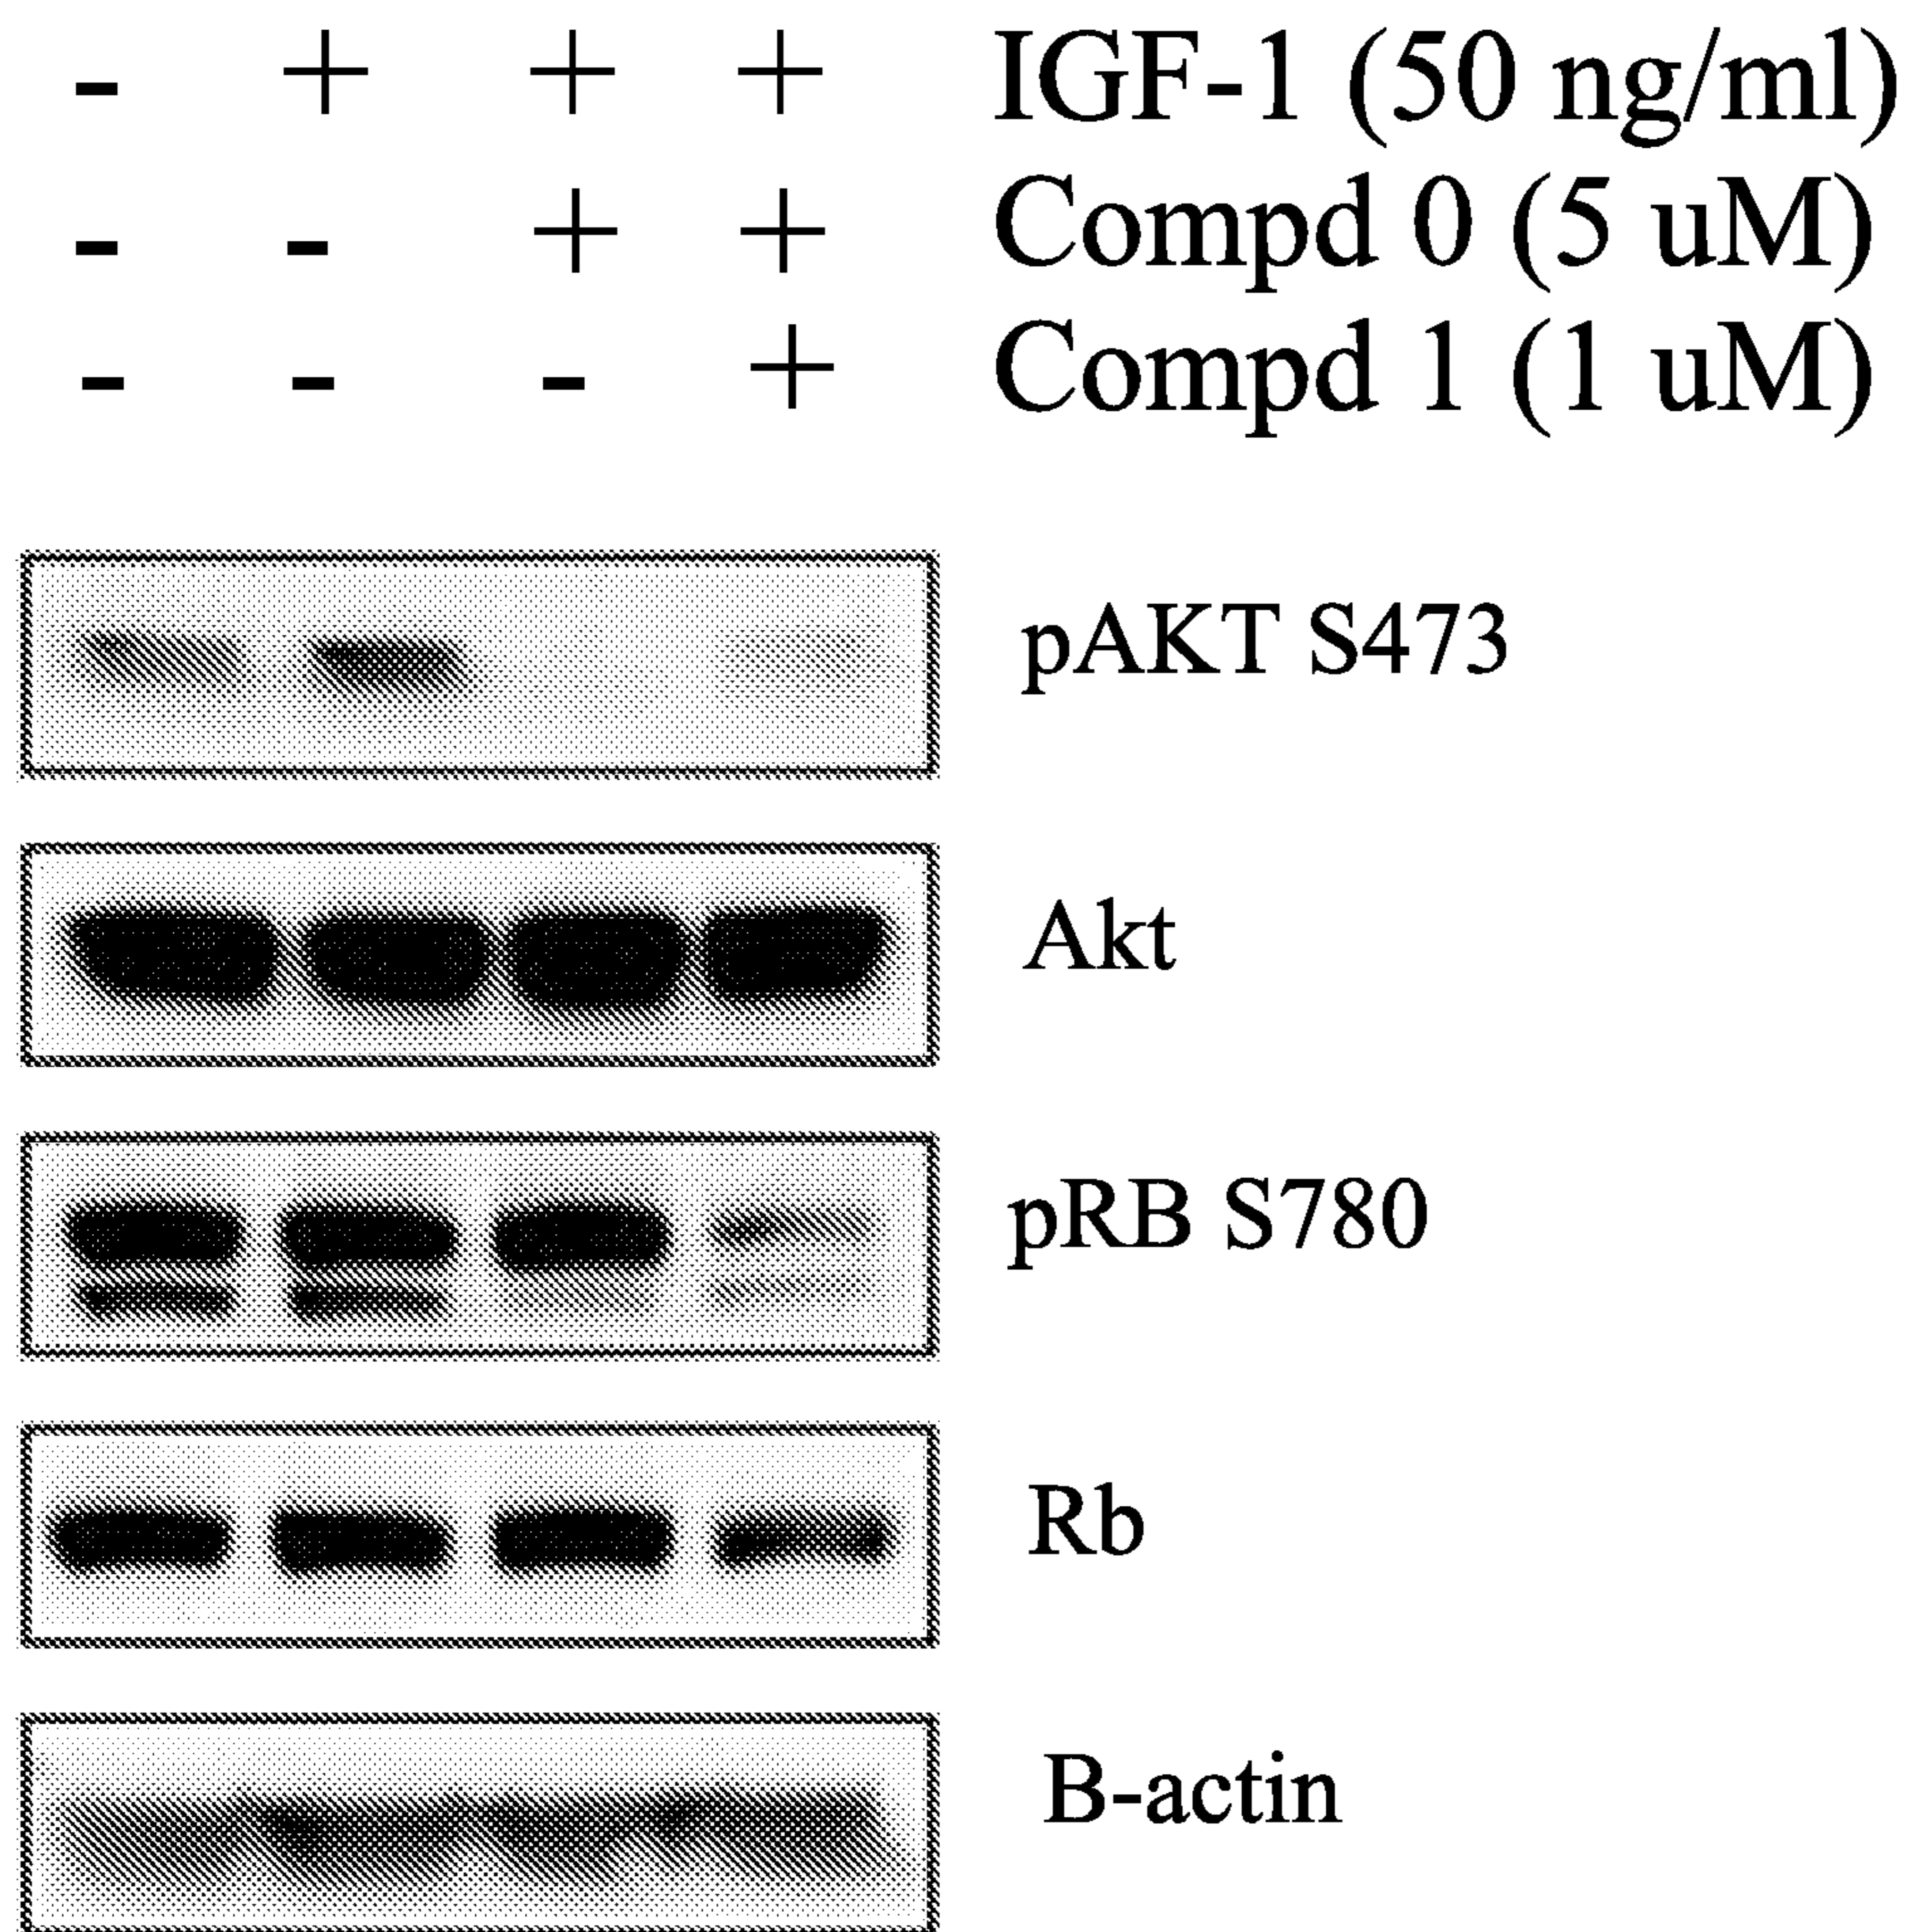 - + + + IGF-1 (50 ng/ml)
- - + + Compd 0 (5 uM)
- - - + Compd 1 (1 uM)
pAKT S473
Akt
pRB S780
Rb
B-actin